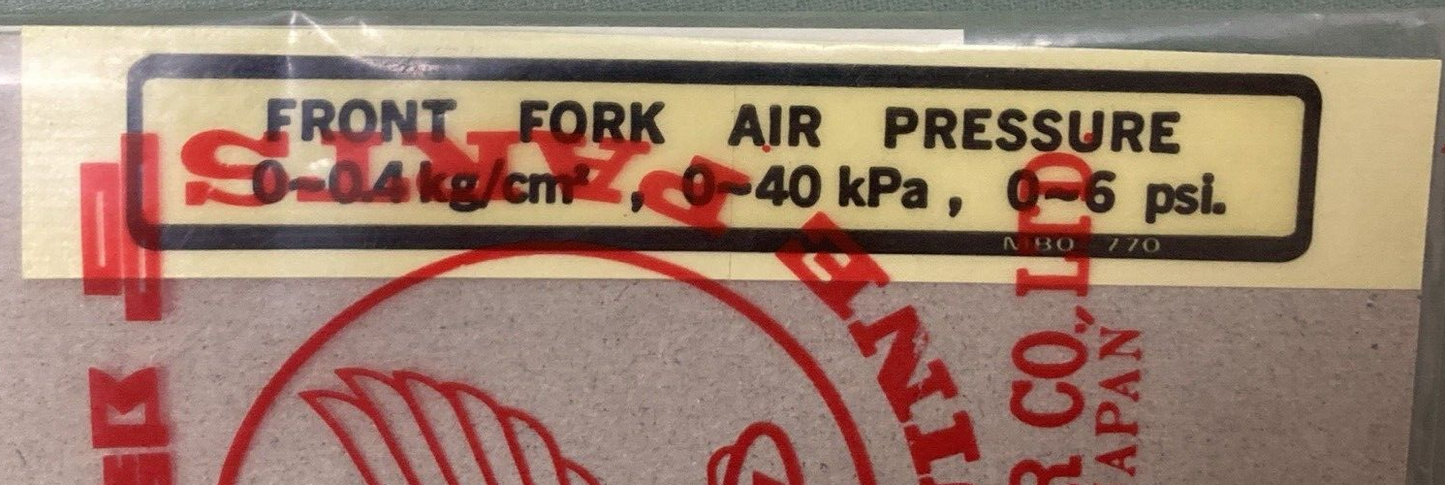 FRONT FORK AIR PRESSURE
0~0.4 kg/cm² , 0~40 kPa , 0~6 psi.
MB0 770
PARTS
CO., LTD.
JAPAN